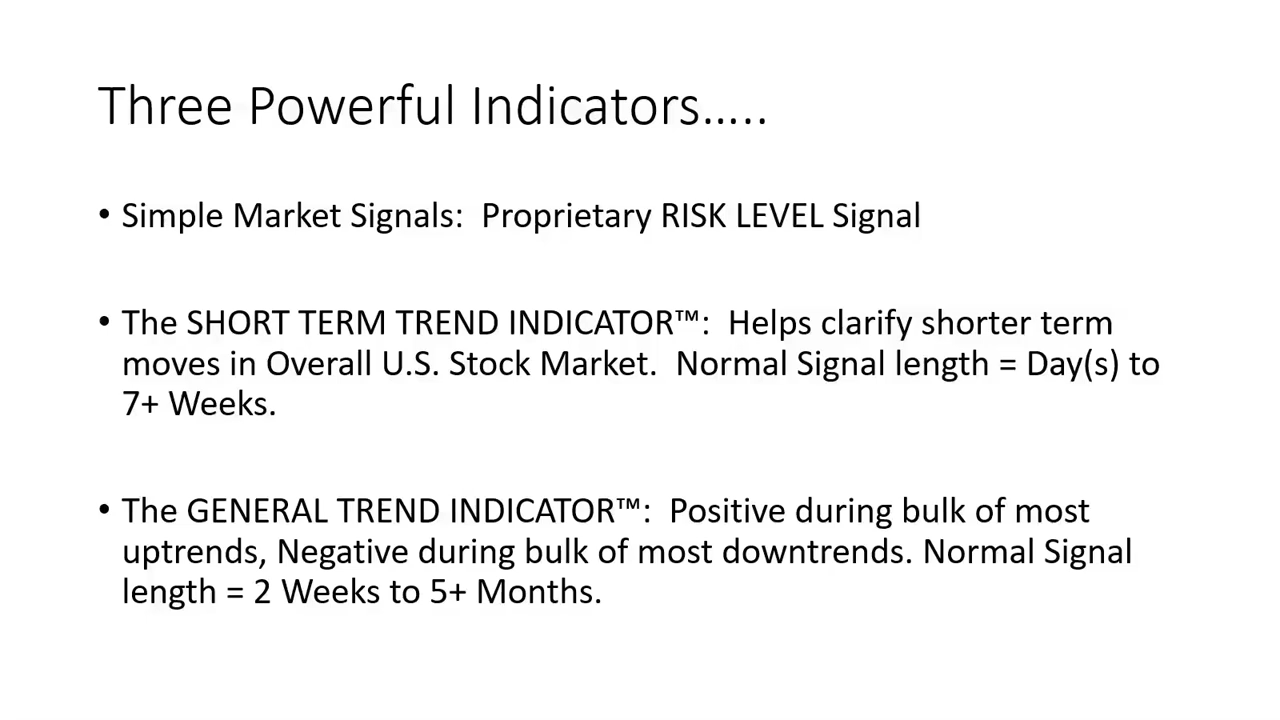 Three Powerful Indicators…..
• Simple Market Signals:  Proprietary RISK LEVEL Signal
• The SHORT TERM TREND INDICATOR™:  Helps clarify shorter term
moves in Overall U.S. Stock Market.  Normal Signal length = Day(s) to
7+ Weeks.
• The GENERAL TREND INDICATOR™:  Positive during bulk of most
uptrends, Negative during bulk of most downtrends. Normal Signal
length = 2 Weeks to 5+ Months.